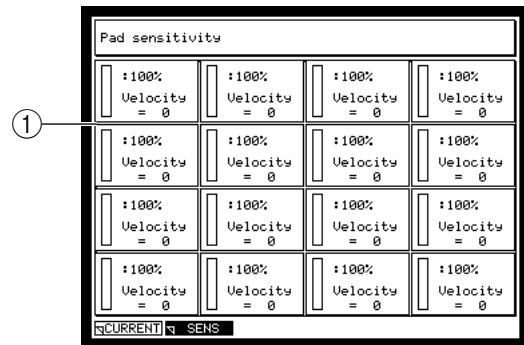 Pad sensitivity
:100% :100% :100% :100%
Velocity Velocity Velocity Velocity
= 0 = 0 = 0 = 0
1
:100% :100% :100% :100%
Velocity Velocity Velocity Velocity
= 0 = 0 = 0 = 0
:100% :100% :100% :100%
Velocity Velocity Velocity Velocity
= 0 = 0 = 0 = 0
:100% :100% :100% :100%
Velocity Velocity Velocity Velocity
= 0 = 0 = 0 = 0
CURRENT SENS